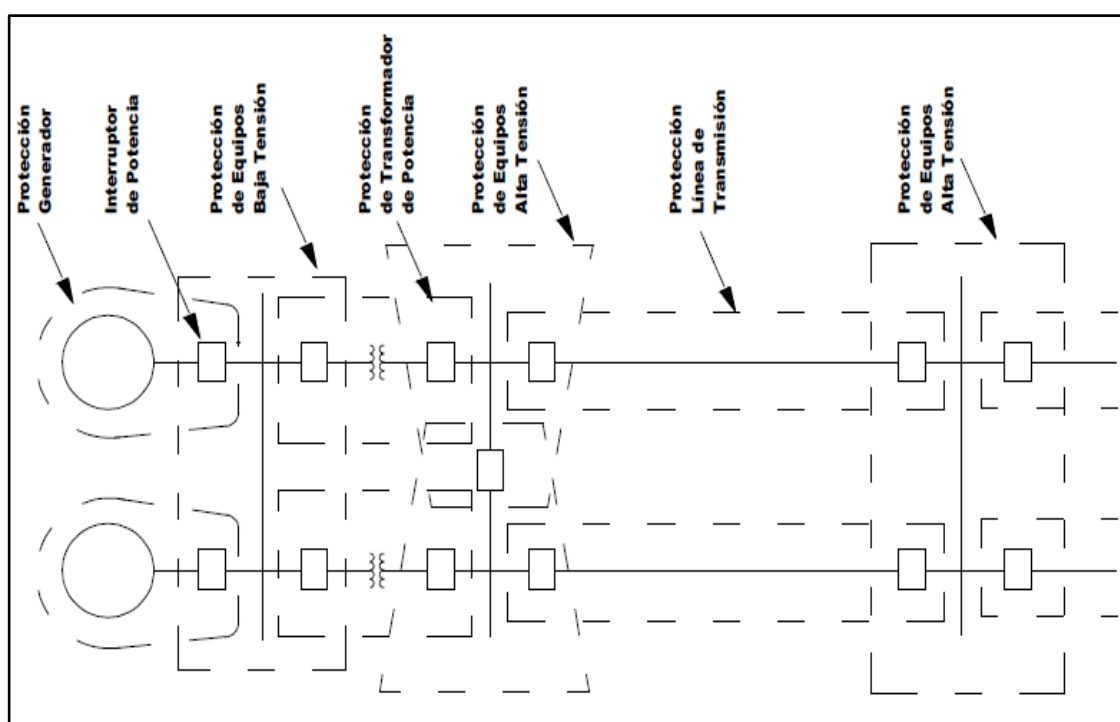 Protección
Generador
Interruptor
de Potencia
Protección
de Equipos
Baja Tensión
Protección
de Transformador
de Potencia
Protección
de Equipos
Alta Tensión
Protección
Línea de
Transmisión
Protección
de Equipos
Alta Tensión